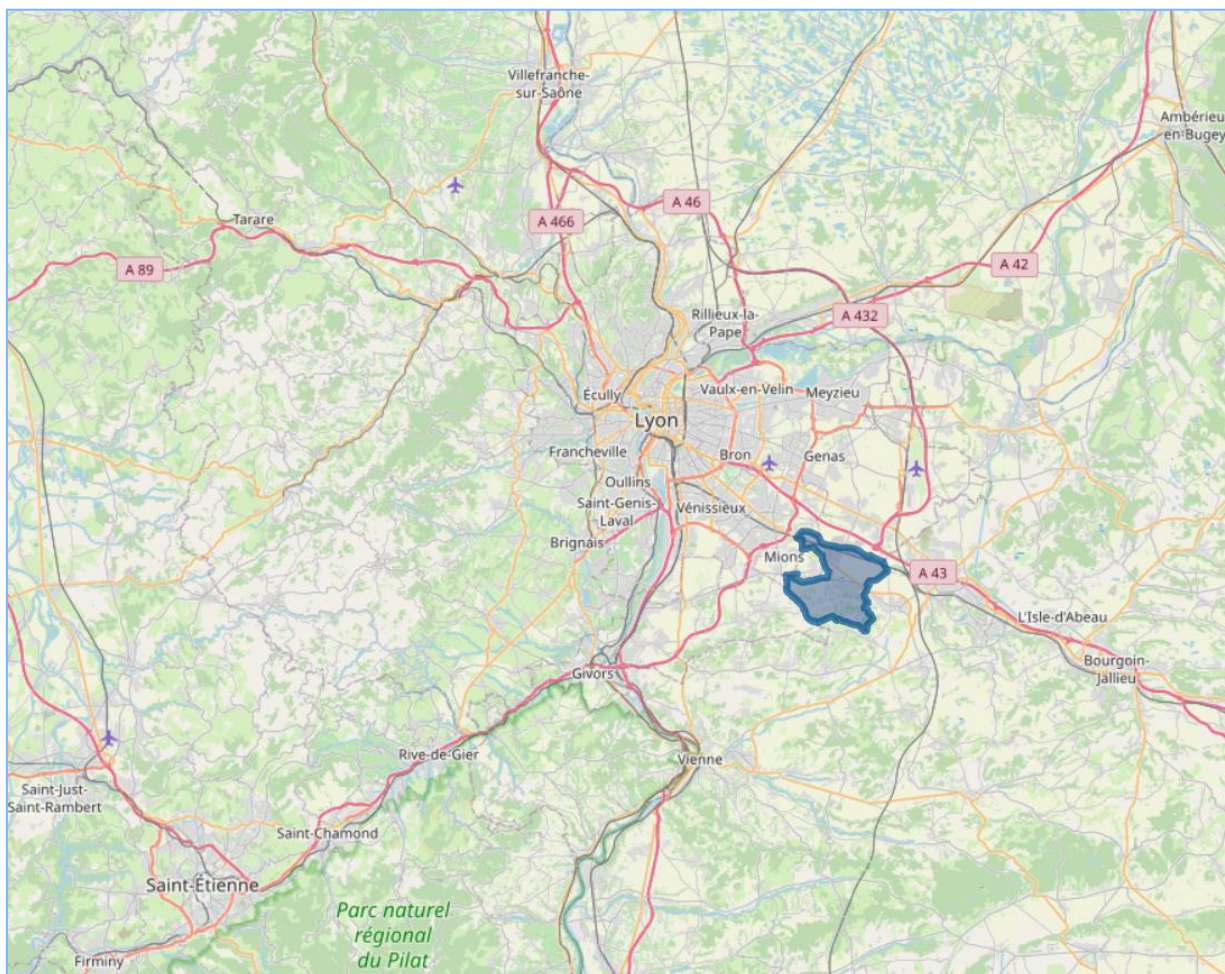 Villefranche-
sur-Saône
Ambérieu-
en-Bugey
A 46
A 466
Tarare
A 89
A 42
Rillieux-la-
Pape
A 432
Écully
Vaulx-en-Velin
Meyzieu
Lyon
Francheville
Bron
Genas
Oullins
Saint-Genis-
Laval
Vénissieux
Brignais
Mions
A 43
L'Isle-d'Abeau
Bourgoin-
Jallieu
Givors
Rive-de-Gier
Vienne
Saint-Just-
Saint-Rambert
Saint-Chamond
Saint-Étienne
Parc naturel
régional
du Pilat
Firminy